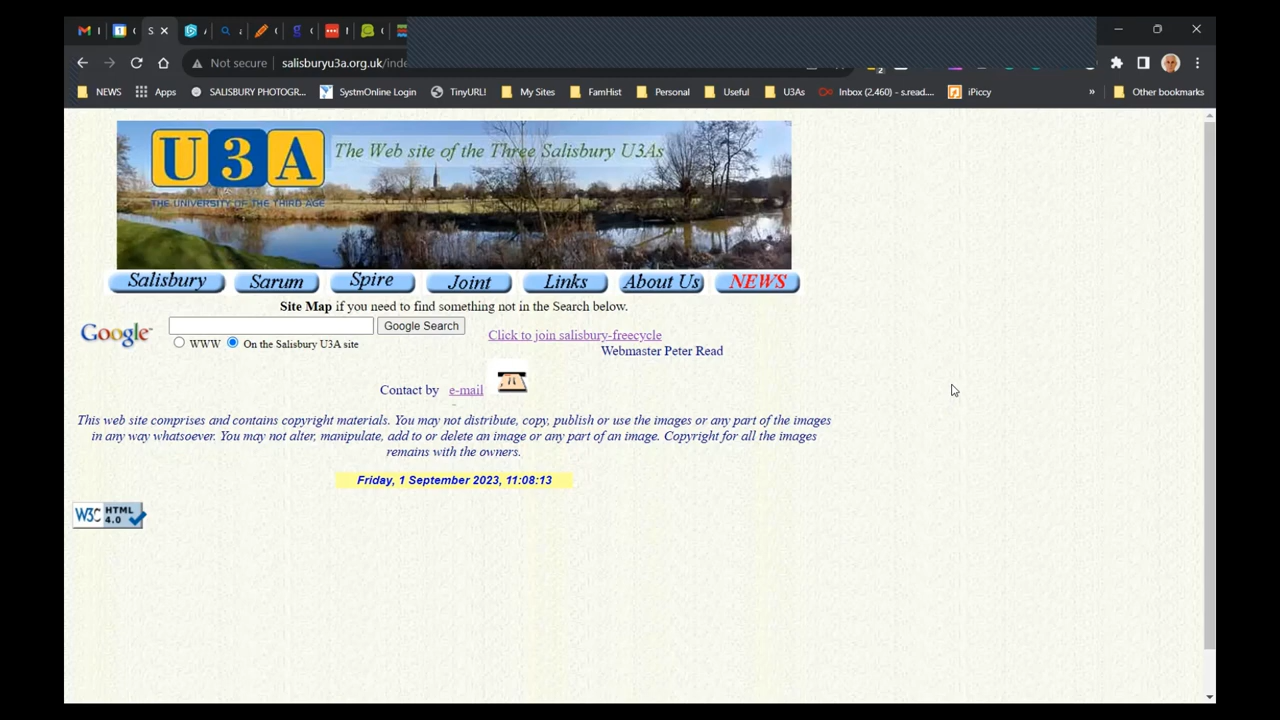 S
Not secure salisburyu3a.org.uk/inde
2
NEWS Apps SALISBURY PHOTOGR... SystmOnline Login TinyURL! My Sites FamHist Personal Useful U3As Inbox (2,460) - s.read.... iPiccy » Other bookmarks
U3A The Web site of the Three Salisbury U3As
THE UNIVERSITY OF THE THIRD AGE
Salisbury Sarum Spire Joint Links About Us NEWS
Site Map if you need to find something not in the Search below.
Google Google Search Click to join salisbury-freecycle
WWW On the Salisbury U3A site
Webmaster Peter Read
Contact by e-mail
This web site comprises and contains copyright materials. You may not distribute, copy, publish or use the images or any part of the images
in any way whatsoever. You may not alter, manipulate, add to or delete an image or any part of an image. Copyright for all the images
remains with the owners.
Friday, 1 September 2023, 11:08:13
W3C HTML
4.0